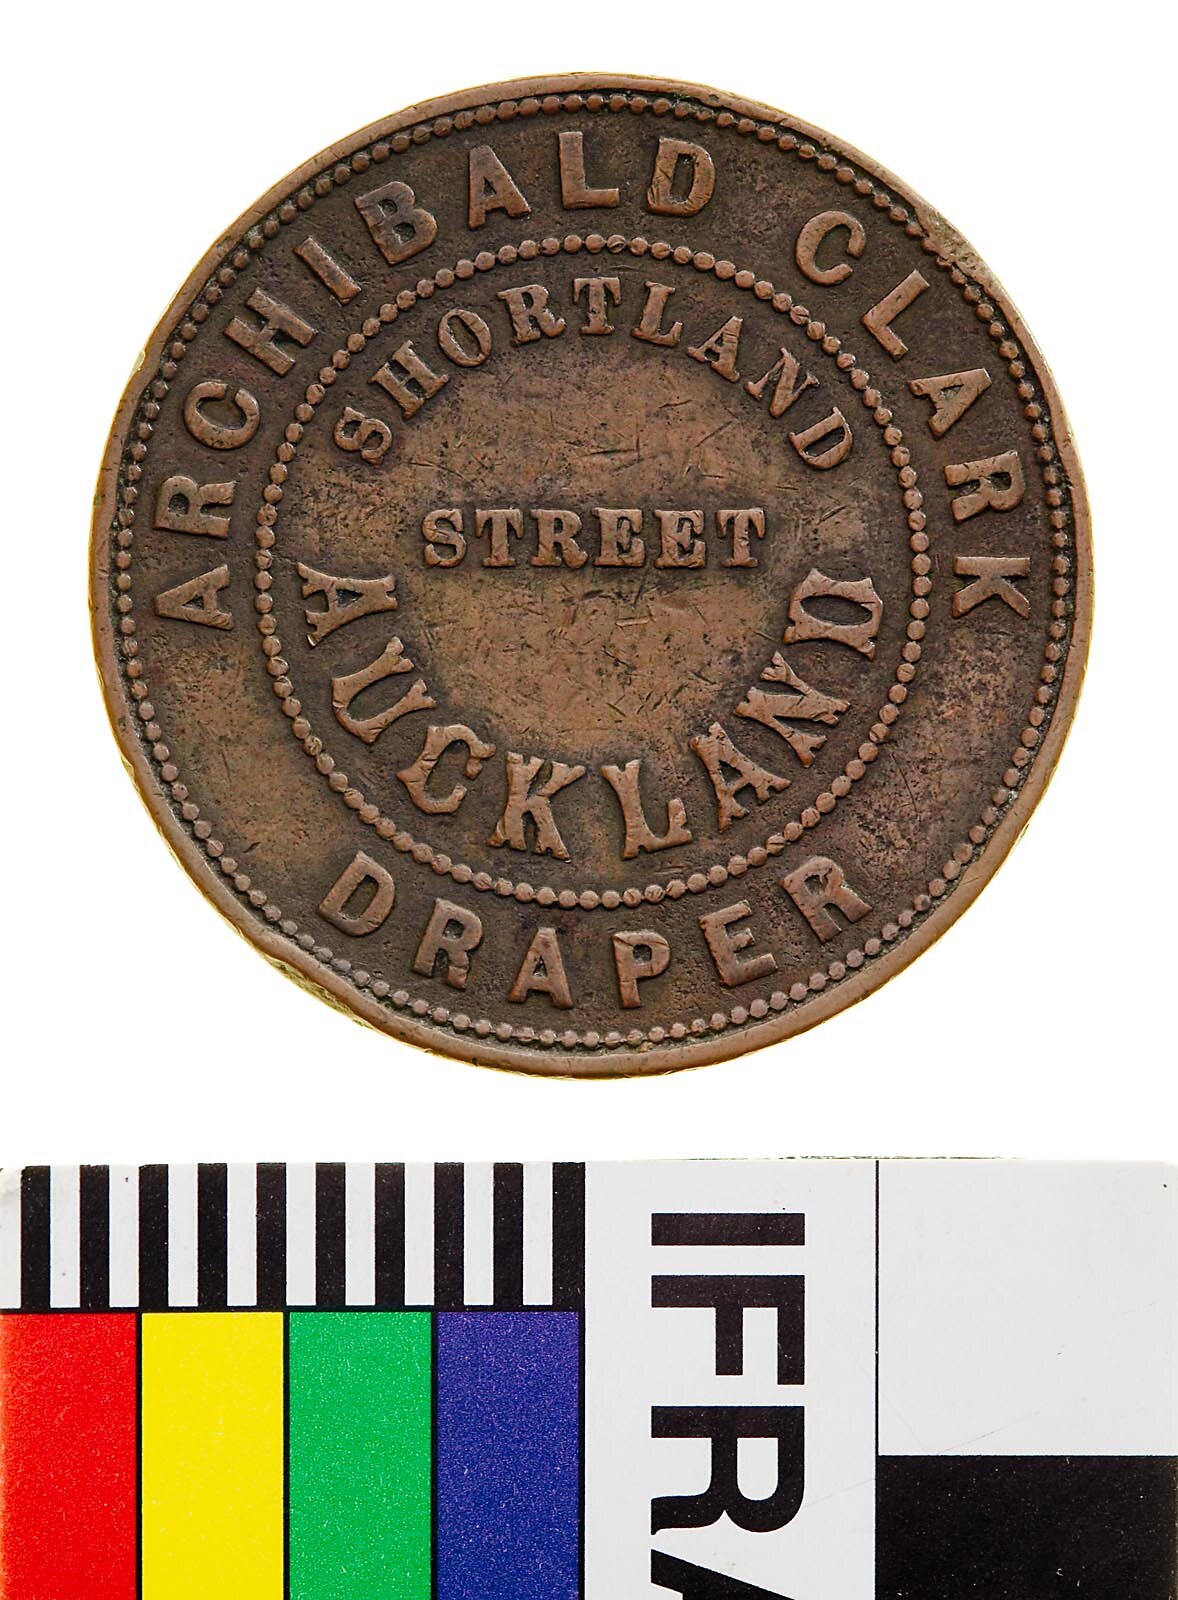 ARCHIBALD CLARK
SHORTLAND
STREET
AUCKLAND
DRAPER
IFRA